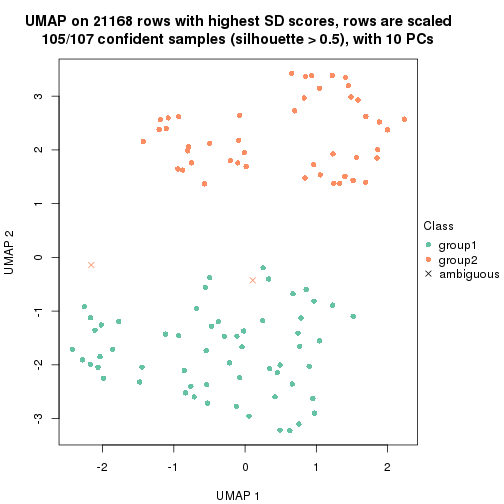 UMAP on 21168 rows with highest SD scores, rows are scaled
105/107 confident samples (silhouette > 0.5), with 10 PCs
3
2
1
0
-1
-2
-3
UMAP 2
-2
-1
0
1
2
UMAP 1
Class
group1
group2
ambiguous